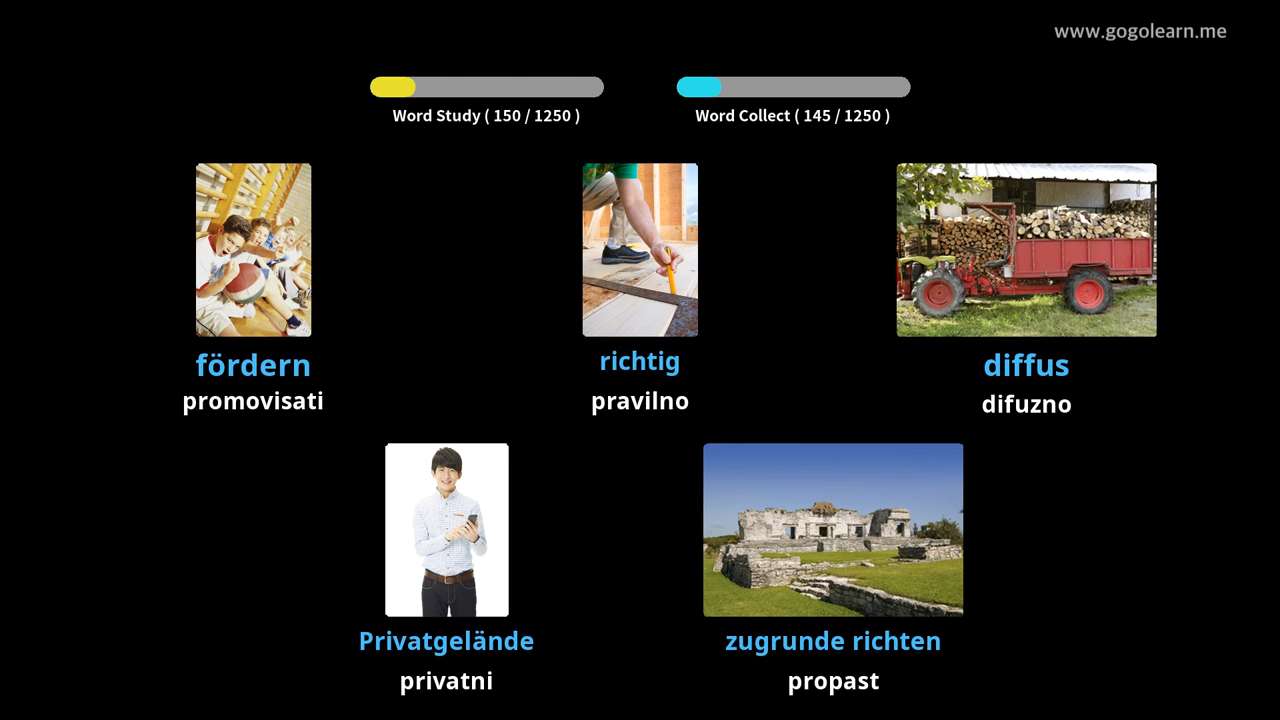 www.gogolearn.me
Word Study ( 150 / 1250 )
Word Collect ( 145 / 1250 )
fördern
promovisati
richtig
pravilno
diffus
difuzno
Privatgelände
privatni
zugrunde richten
propast